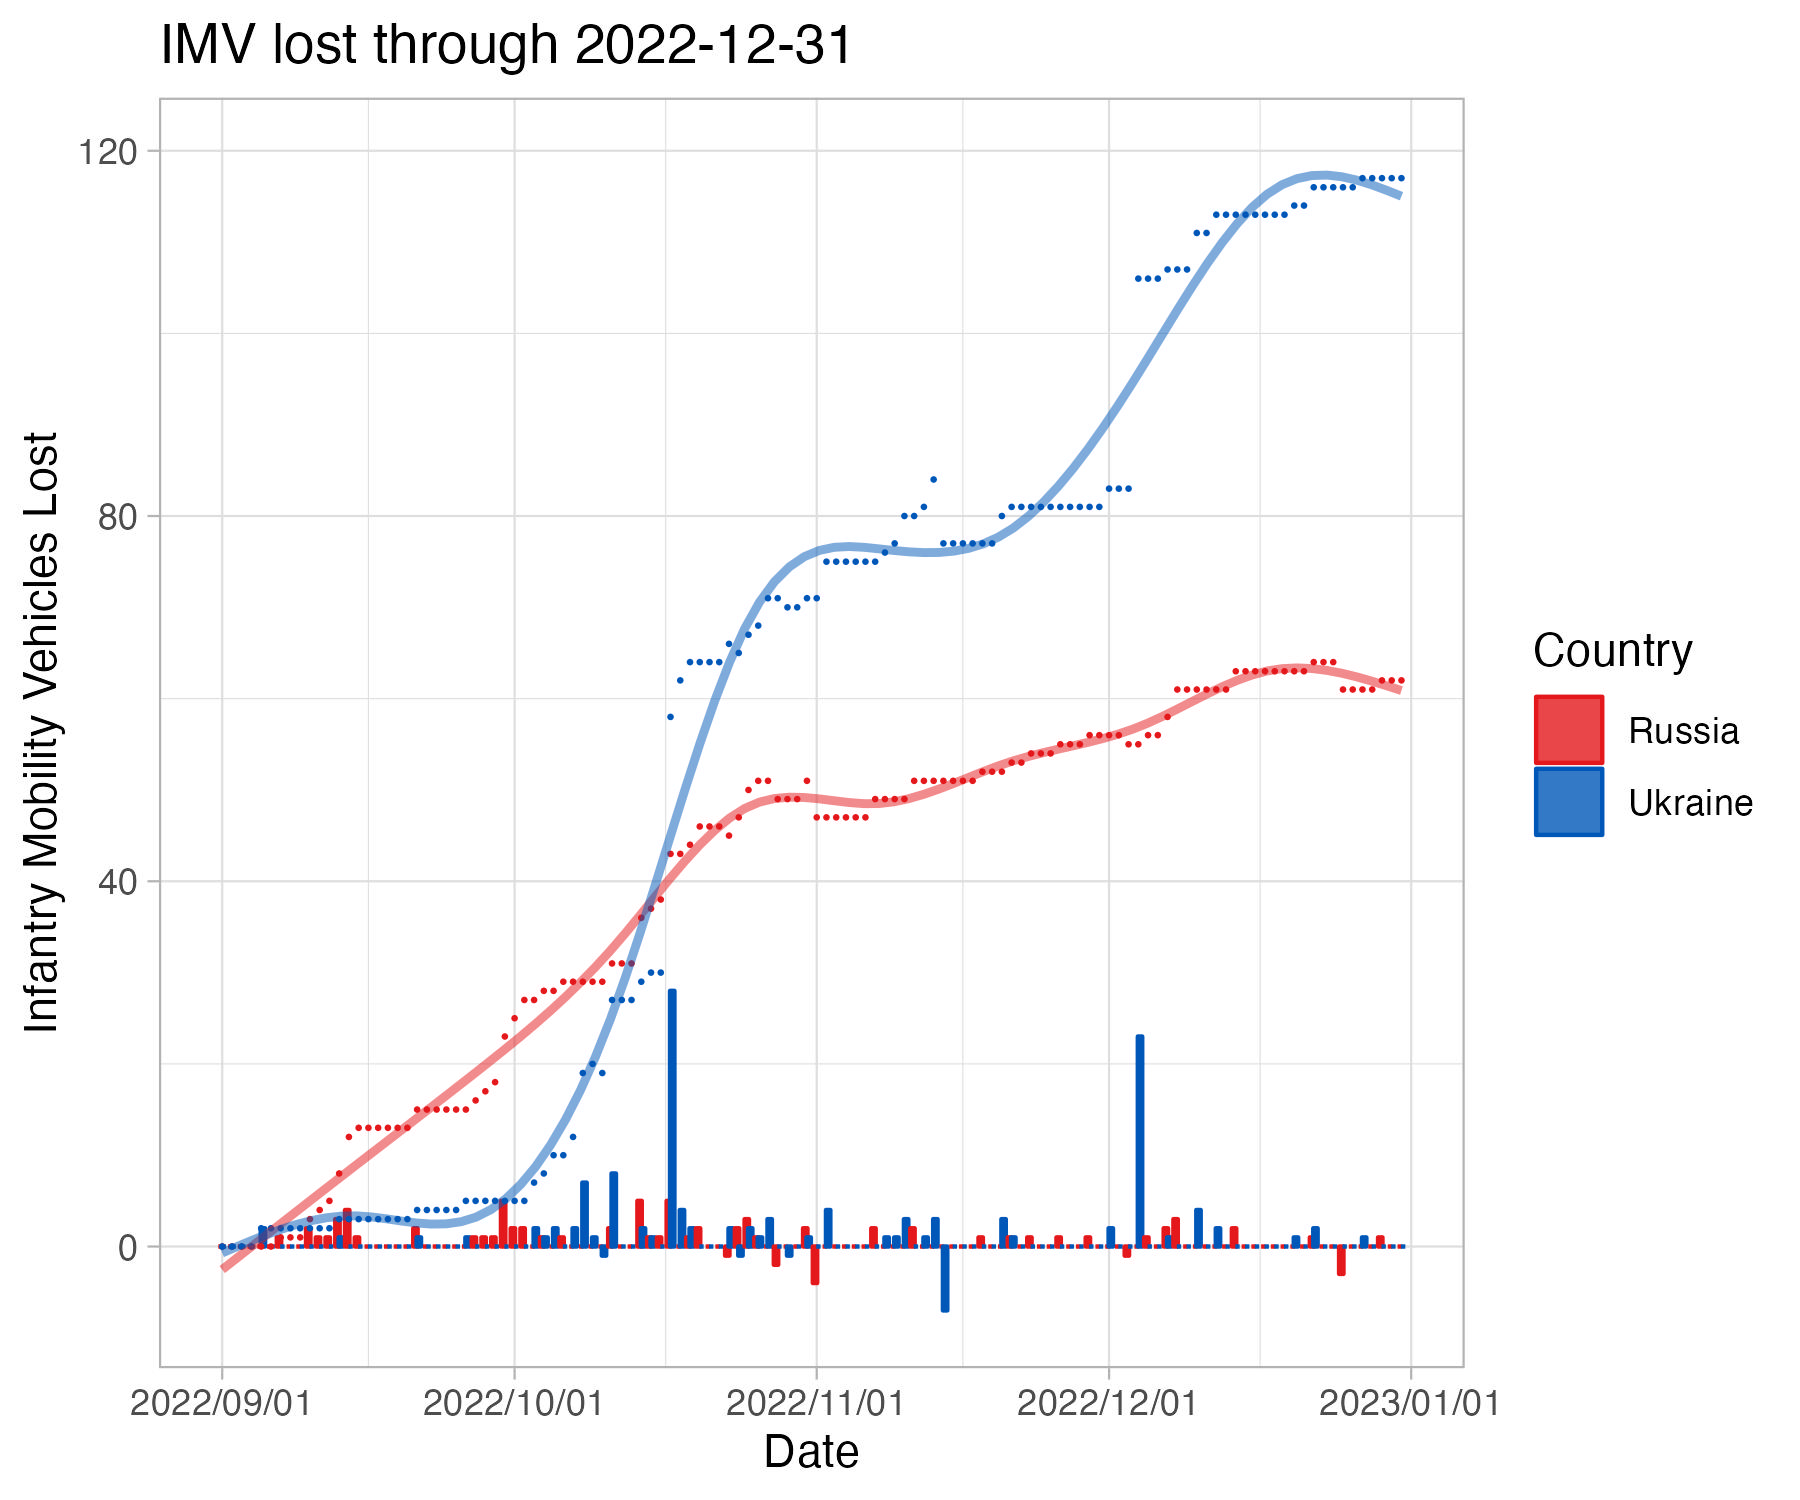 IMV lost through 2022-12-31
Infantry Mobility Vehicles Lost
120
80
40
0
2022/09/01
2022/10/01
2022/11/01
2022/12/01
2023/01/01
Date
Country
Russia
Ukraine